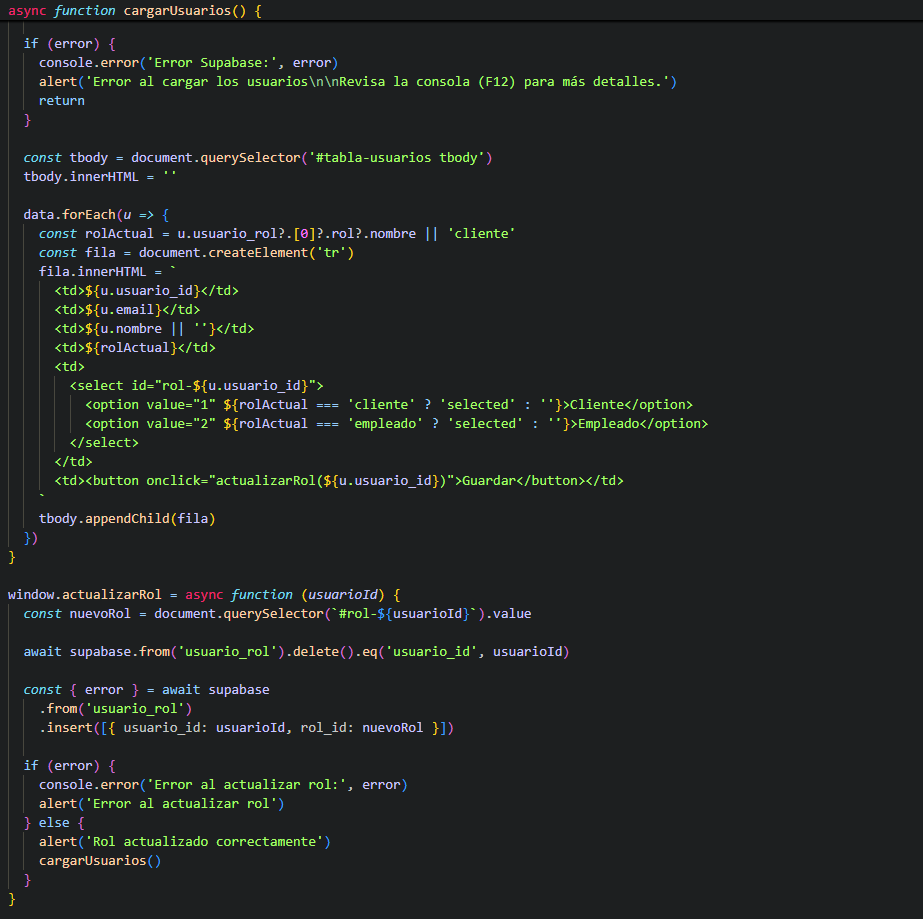 async function cargarUsuarios() {
if (error) {
console.error('Error Supabase:', error)
alert('Error al cargar los usuarios\n\nRevisa la consola (F12) para más detalles.')
return
}
const tbody = document.querySelector('#tabla-usuarios tbody')
tbody.innerHTML = ''
data.forEach(u => {
const rolActual = u.usuario_rol?.[0]?.rol?.nombre || 'cliente'
const fila = document.createElement('tr')
fila.innerHTML = `
<td>${u.usuario_id}</td>
<td>${u.email}</td>
<td>${u.nombre || ''}</td>
<td>${rolActual}</td>
<td>
<select id="rol-${u.usuario_id}">
<option value="1" ${rolActual === 'cliente' ? 'selected' : ''}>Cliente</option>
<option value="2" ${rolActual === 'empleado' ? 'selected' : ''}>Empleado</option>
</select>
</td>
<td><button onclick="actualizarRol(${u.usuario_id})">Guardar</button></td>
`
tbody.appendChild(fila)
})
}
window.actualizarRol = async function (usuarioId) {
const nuevoRol = document.querySelector(`#rol-${usuarioId}`).value
await supabase.from('usuario_rol').delete().eq('usuario_id', usuarioId)
const { error } = await supabase
.from('usuario_rol')
.insert([{ usuario_id: usuarioId, rol_id: nuevoRol }])
if (error) {
console.error('Error al actualizar rol:', error)
alert('Error al actualizar rol')
} else {
alert('Rol actualizado correctamente')
cargarUsuarios()
}
}